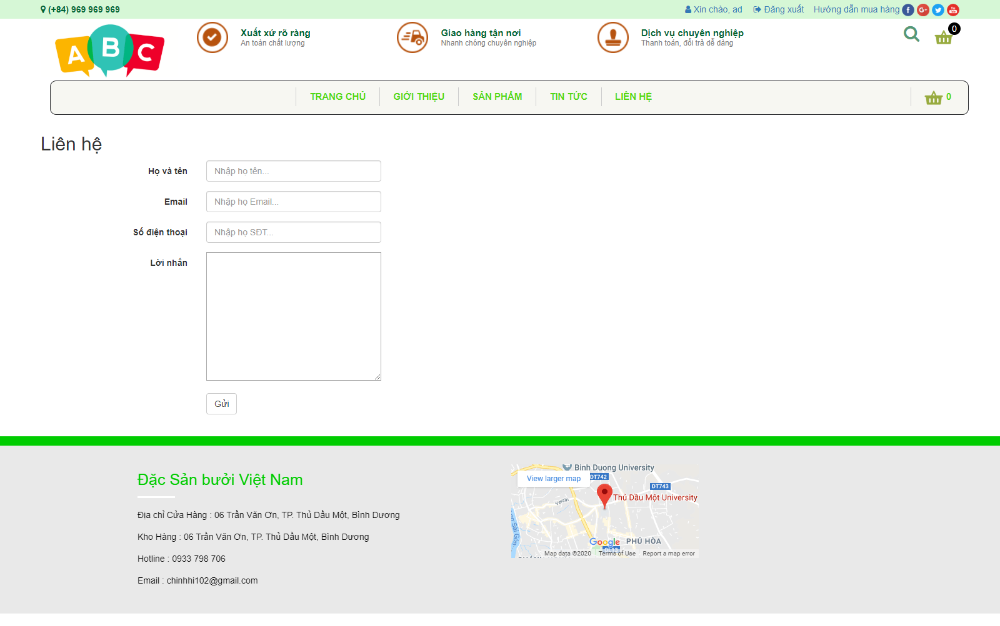 (+84) 969 969 969
Xin chào, ad Đăng xuất Hướng dẫn mua hàng
ABC
Xuất xứ rõ ràng
An toàn chất lượng
Giao hàng tận nơi
Nhanh chóng chuyên nghiệp
Dịch vụ chuyên nghiệp
Thanh toán, đổi trả dễ dàng
0
TRANG CHỦ GIỚI THIỆU SẢN PHẨM TIN TỨC LIÊN HỆ 0
Liên hệ
Họ và tên Nhập họ tên...
Email Nhập họ Email...
Số điện thoại Nhập họ SĐT...
Lời nhắn
Gửi
Đặc Sản bưởi Việt Nam
Địa chỉ Cửa Hàng : 06 Trần Văn Ơn, TP. Thủ Dầu Một, Bình Dương
Kho Hàng : 06 Trần Văn Ơn, TP. Thủ Dầu Một, Bình Dương
Hotline : 0933 798 706
Email : chinhhi102@gmail.com
Binh Duong University
View larger map DT742
DT743
Thủ Dầu Một University
Yersin
Google PHÚ HÒA
Map data ©2020 Terms of Use Report a map error